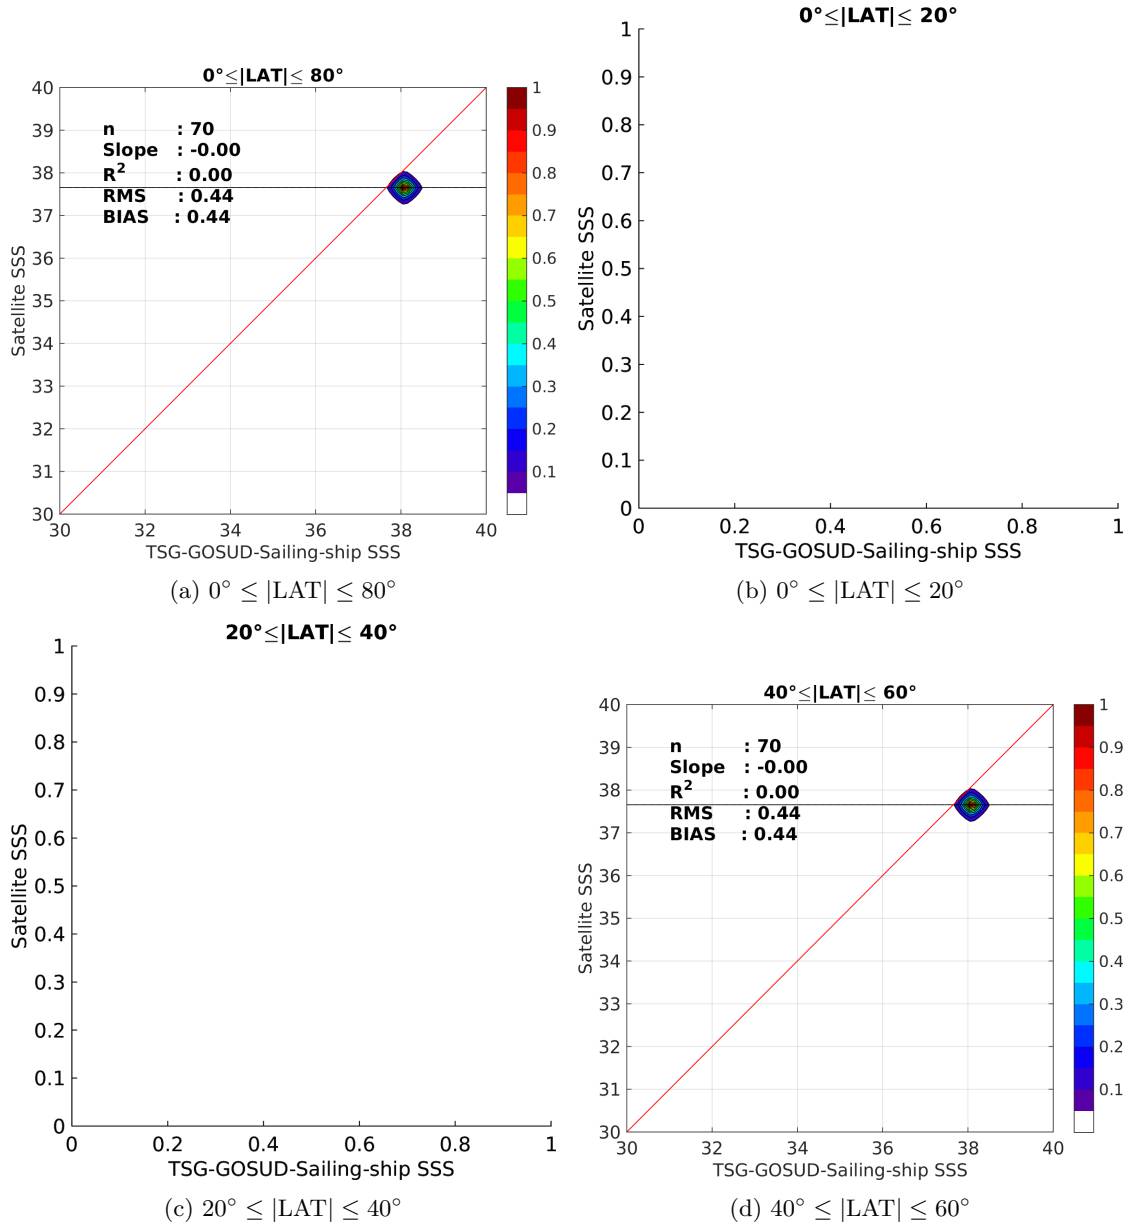 0°≤|LAT|≤ 80°
40
39
38
37
36
35
34
33
32
31
30
30 32 34 36 38 40
Satellite SSS
TSG-GOSUD-Sailing-ship SSS
n : 70
Slope : -0.00
R² : 0.00
RMS : 0.44
BIAS : 0.44
1
0.9
0.8
0.7
0.6
0.5
0.4
0.3
0.2
0.1
(a) 0° ≤ |LAT| ≤ 80°
0°≤|LAT|≤ 20°
1
0.9
0.8
0.7
0.6
0.5
0.4
0.3
0.2
0.1
0
0 0.2 0.4 0.6 0.8 1
Satellite SSS
TSG-GOSUD-Sailing-ship SSS
(b) 0° ≤ |LAT| ≤ 20°
20°≤|LAT|≤ 40°
1
0.9
0.8
0.7
0.6
0.5
0.4
0.3
0.2
0.1
0
0 0.2 0.4 0.6 0.8 1
Satellite SSS
TSG-GOSUD-Sailing-ship SSS
(c) 20° ≤ |LAT| ≤ 40°
40°≤|LAT|≤ 60°
40
39
38
37
36
35
34
33
32
31
30
30 32 34 36 38 40
Satellite SSS
TSG-GOSUD-Sailing-ship SSS
n : 70
Slope : -0.00
R² : 0.00
RMS : 0.44
BIAS : 0.44
1
0.9
0.8
0.7
0.6
0.5
0.4
0.3
0.2
0.1
(d) 40° ≤ |LAT| ≤ 60°